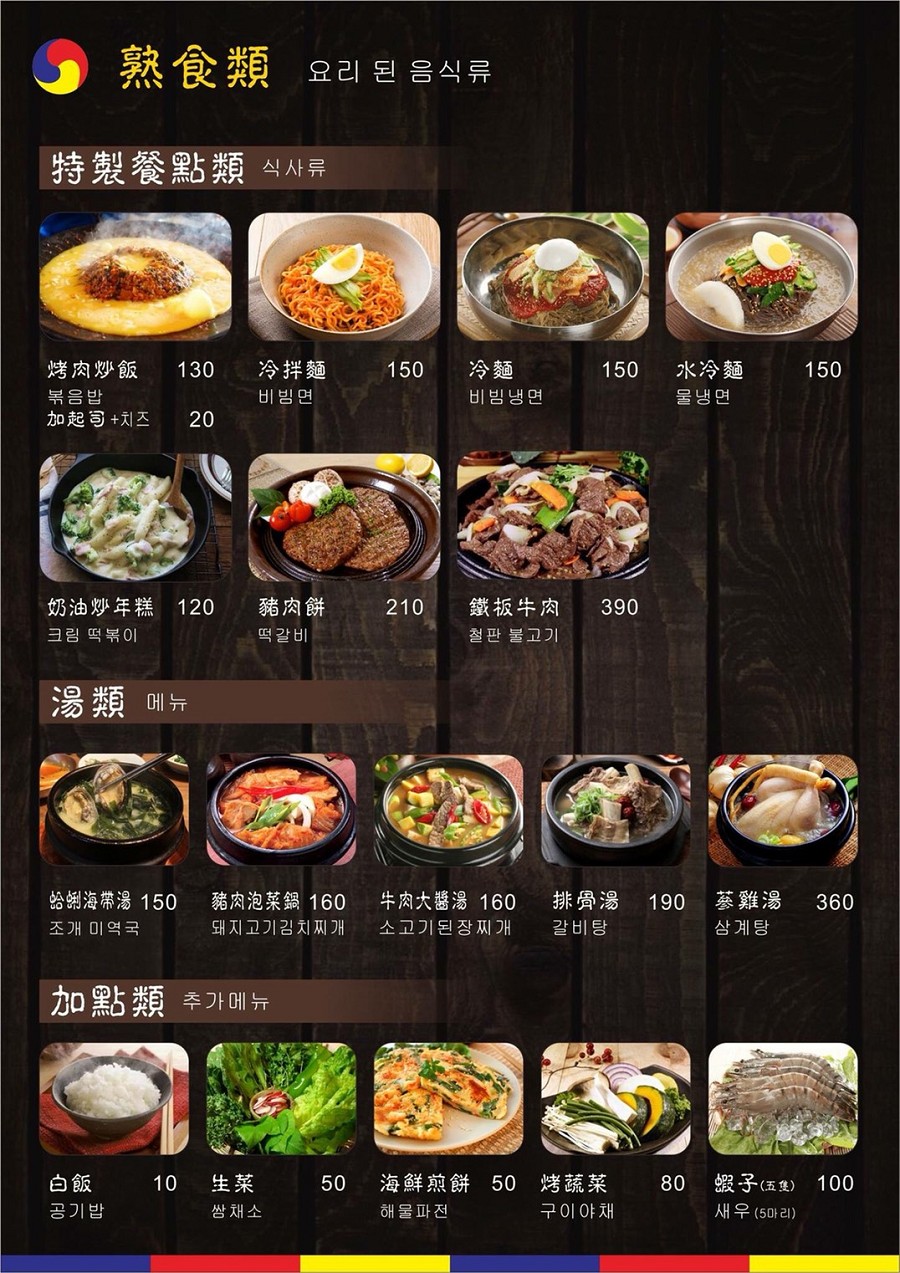 熟食類 요리 된 음식류
特製餐點類 식사류
烤肉炒飯 130
볶음밥
加起司+치즈 20
冷拌麵 150
비빔면
冷麵 150
비빔냉면
水冷麵 150
물냉면
奶油炒年糕 120
크림 떡볶이
豬肉餅 210
떡갈비
鐵板牛肉 390
철판 불고기
湯類 메뉴
蛤蜊海帶湯 150
조개 미역국
豬肉泡菜鍋 160
돼지고기김치찌개
牛肉大醬湯 160
소고기된장찌개
排骨湯 190
갈비탕
蔘雞湯 360
삼계탕
加點類 추가메뉴
白飯 10
공기밥
生菜 50
쌈채소
海鮮煎餅 50
해물파전
烤蔬菜 80
구이야채
蝦子(五隻) 100
새우(5마리)